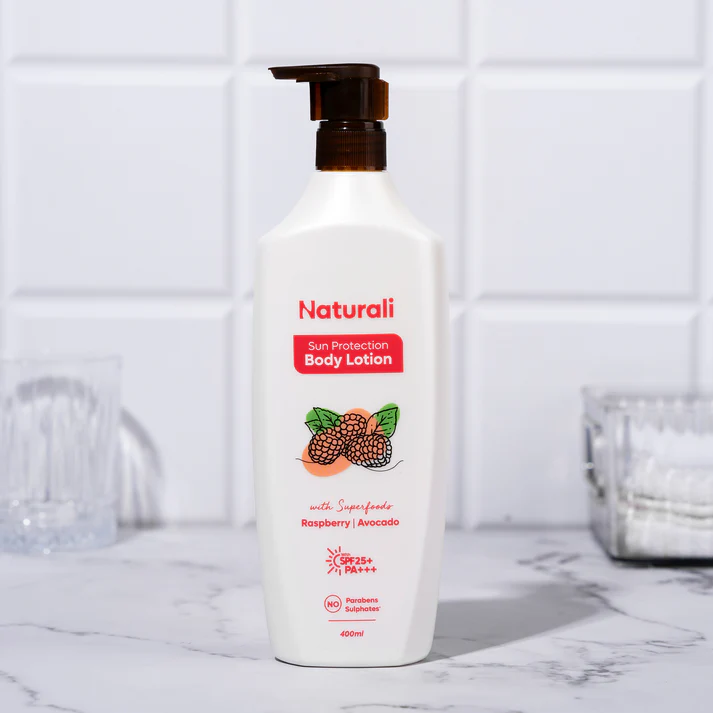 Naturali
Sun Protection
Body Lotion
with Superfoods
Raspberry | Avocado
SPF25+
PA+++
NO
Parabens
Sulphates*
400ml